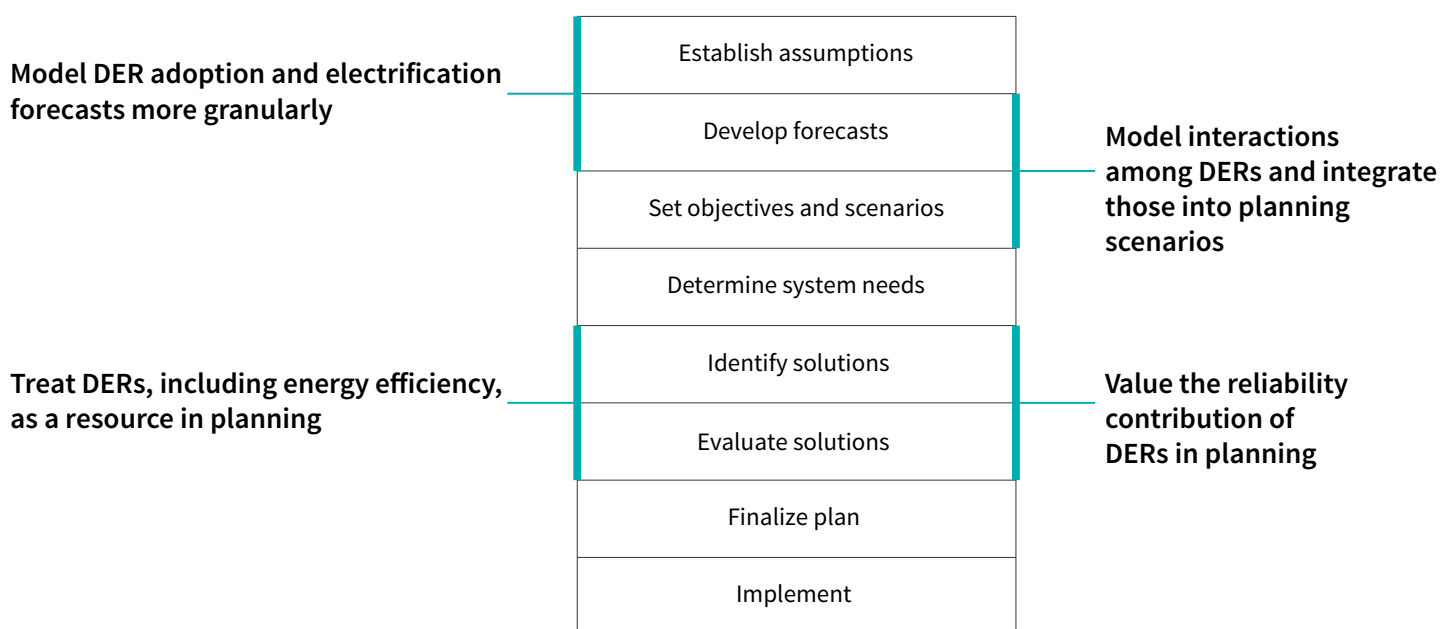 Model DER adoption and electrification
forecasts more granularly
Treat DERs, including energy efficiency,
as a resource in planning
Establish assumptions
Develop forecasts
Set objectives and scenarios
Determine system needs
Identify solutions
Evaluate solutions
Finalize plan
Implement
Model interactions
among DERs and integrate
those into planning
scenarios
Value the reliability
contribution of
DERs in planning